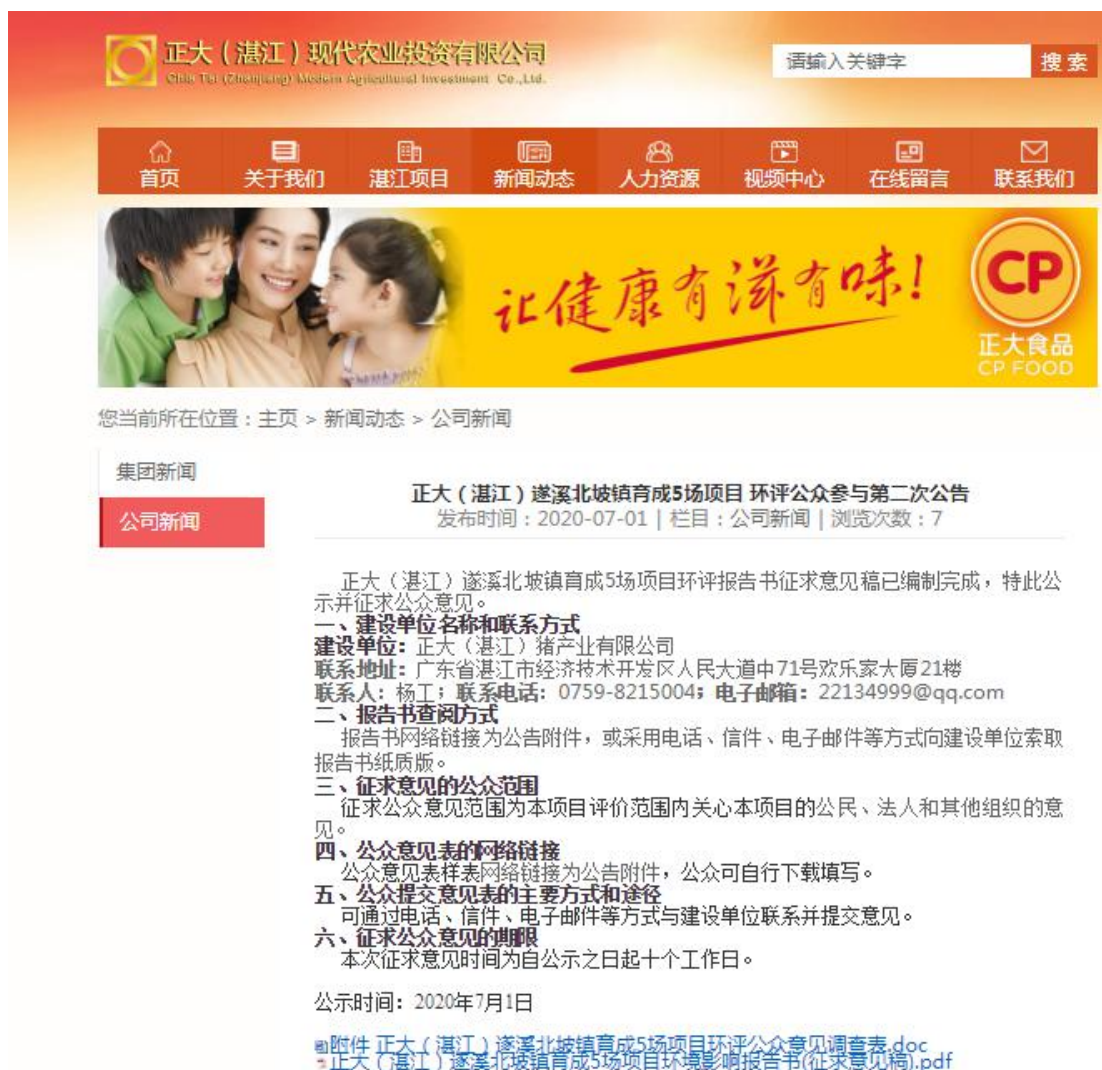 正大（湛江）现代农业投资有限公司
Chia Tai (Zhanjiang) Modern Agricultural Investment Co.,Ltd.
请输入关键字 搜索
首页 关于我们 湛江项目 新闻动态 人力资源 视频中心 在线留言 联系我们
让健康有滋有味!
CP
正大食品
CP FOOD
您当前所在位置：主页 > 新闻动态 > 公司新闻
集团新闻
公司新闻
正大（湛江）遂溪北坡镇育成5场项目 环评公众参与第二次公告
发布时间：2020-07-01 | 栏目：公司新闻 | 浏览次数：7
正大（湛江）遂溪北坡镇育成5场项目环评报告书征求意见稿已编制完成，特此公
示并征求公众意见。
一、建设单位名称和联系方式
建设单位：正大（湛江）猪产业有限公司
联系地址：广东省湛江市经济技术开发区人民大道中71号欢乐家大厦21楼
联系人：杨工；联系电话：0759-8215004；电子邮箱：22134999@qq.com
二、报告书查阅方式
报告书网络链接为公告附件，或采用电话、信件、电子邮件等方式向建设单位索取
报告书纸质版。
三、征求意见的公众范围
征求公众意见范围为本项目评价范围内关心本项目的公民、法人和其他组织的意
见。
四、公众意见表的网络链接
公众意见表样表网络链接为公告附件，公众可自行下载填写。
五、公众提交意见表的主要方式和途径
可通过电话、信件、电子邮件等方式与建设单位联系并提交意见。
六、征求公众意见的期限
本次征求意见时间为自公示之日起十个工作日。
公示时间：2020年7月1日
附件 正大（湛江）遂溪北坡镇育成5场项目环评公众意见调查表.doc
正大（湛江）遂溪北坡镇育成5场项目环境影响报告书(征求意见稿).pdf